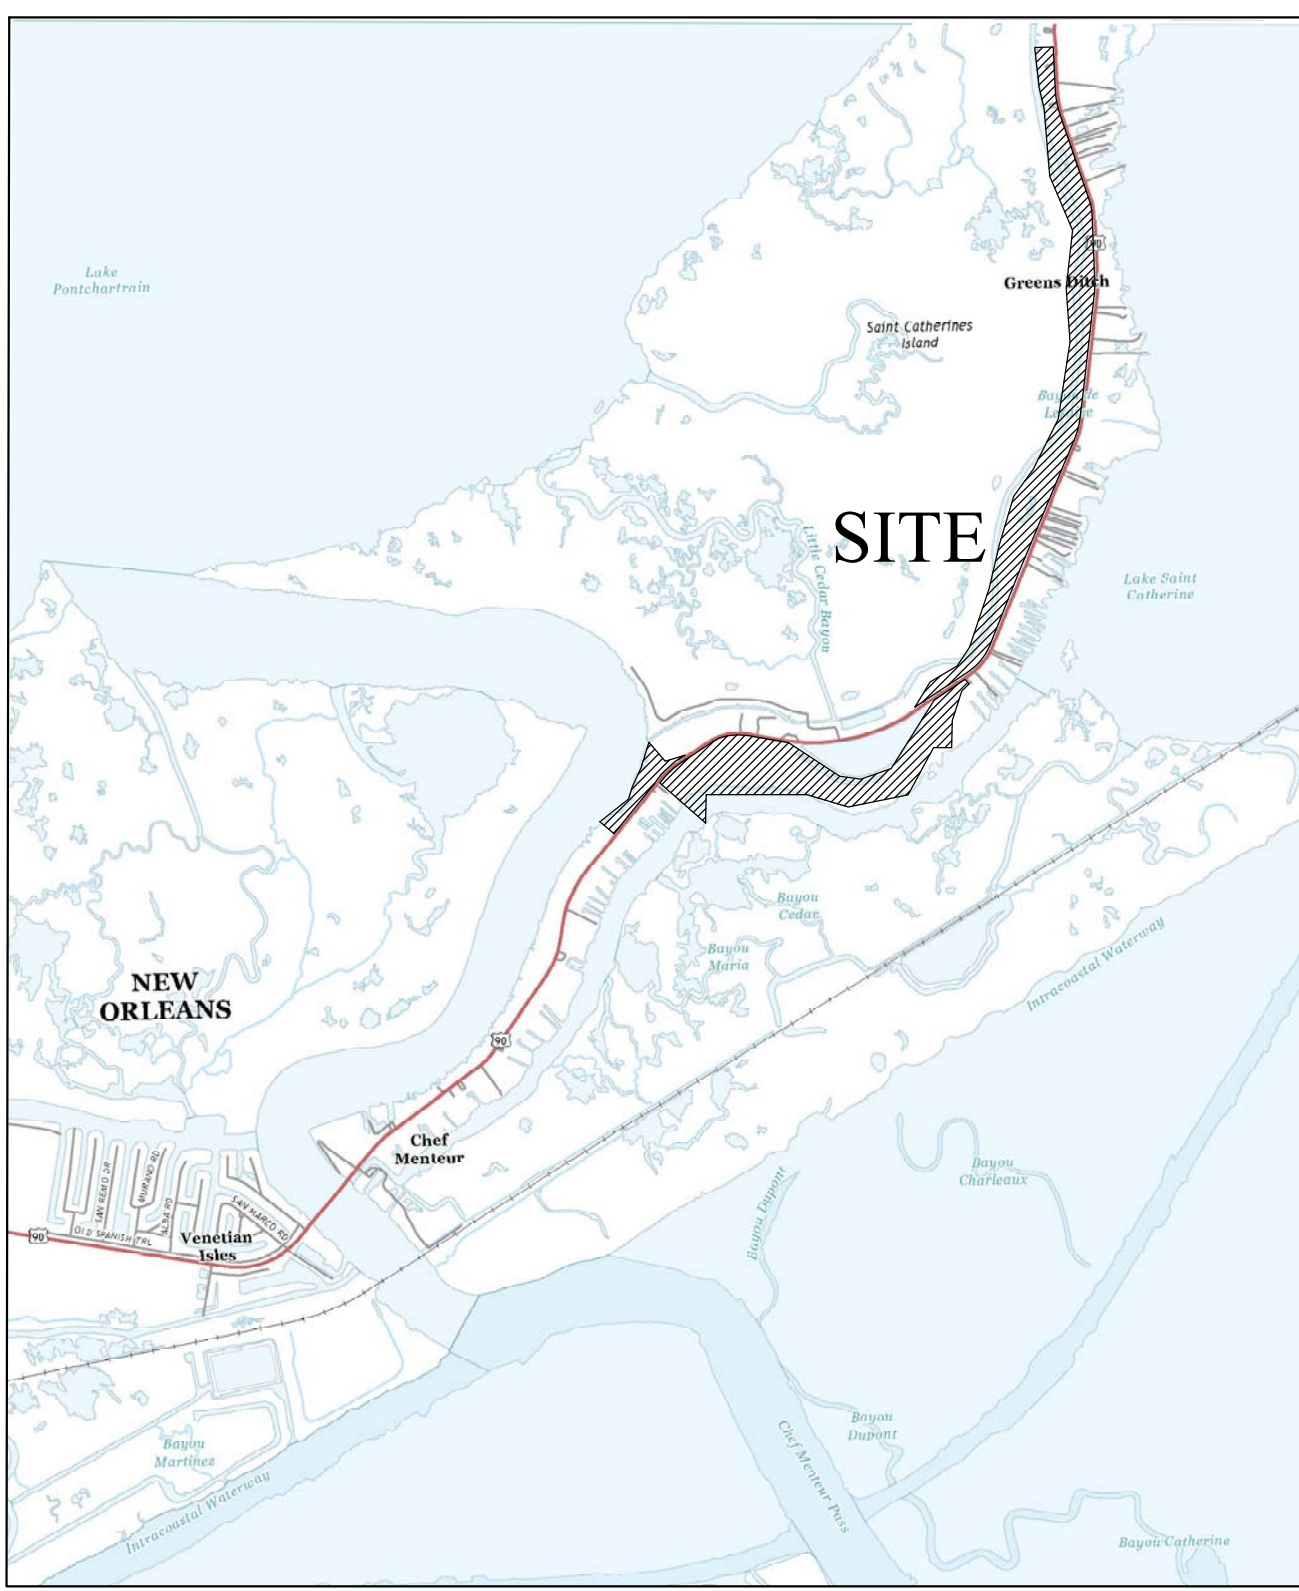 90
Lake
Pontchartrain
Greens Ditch
Saint Catherines
Island
SITE
Little Cedar Bayou
Lake Saint
Catherine
Bayou
Cedar
Bayou
Maria
Intracoastal Waterway
NEW
ORLEANS
90
Chef
Menteur
Bayou
Charleaux
Bayou Dupont
SAN REMO DR
MURANO RD
ALBA RD
SAN MARCO RD
OLD SPANISH TRL
90
Venetian
Isles
Bayou
Dupont
Chef Menteur Pass
Bayou
Martinez
Intracoastal Waterway
Bayou Catherine